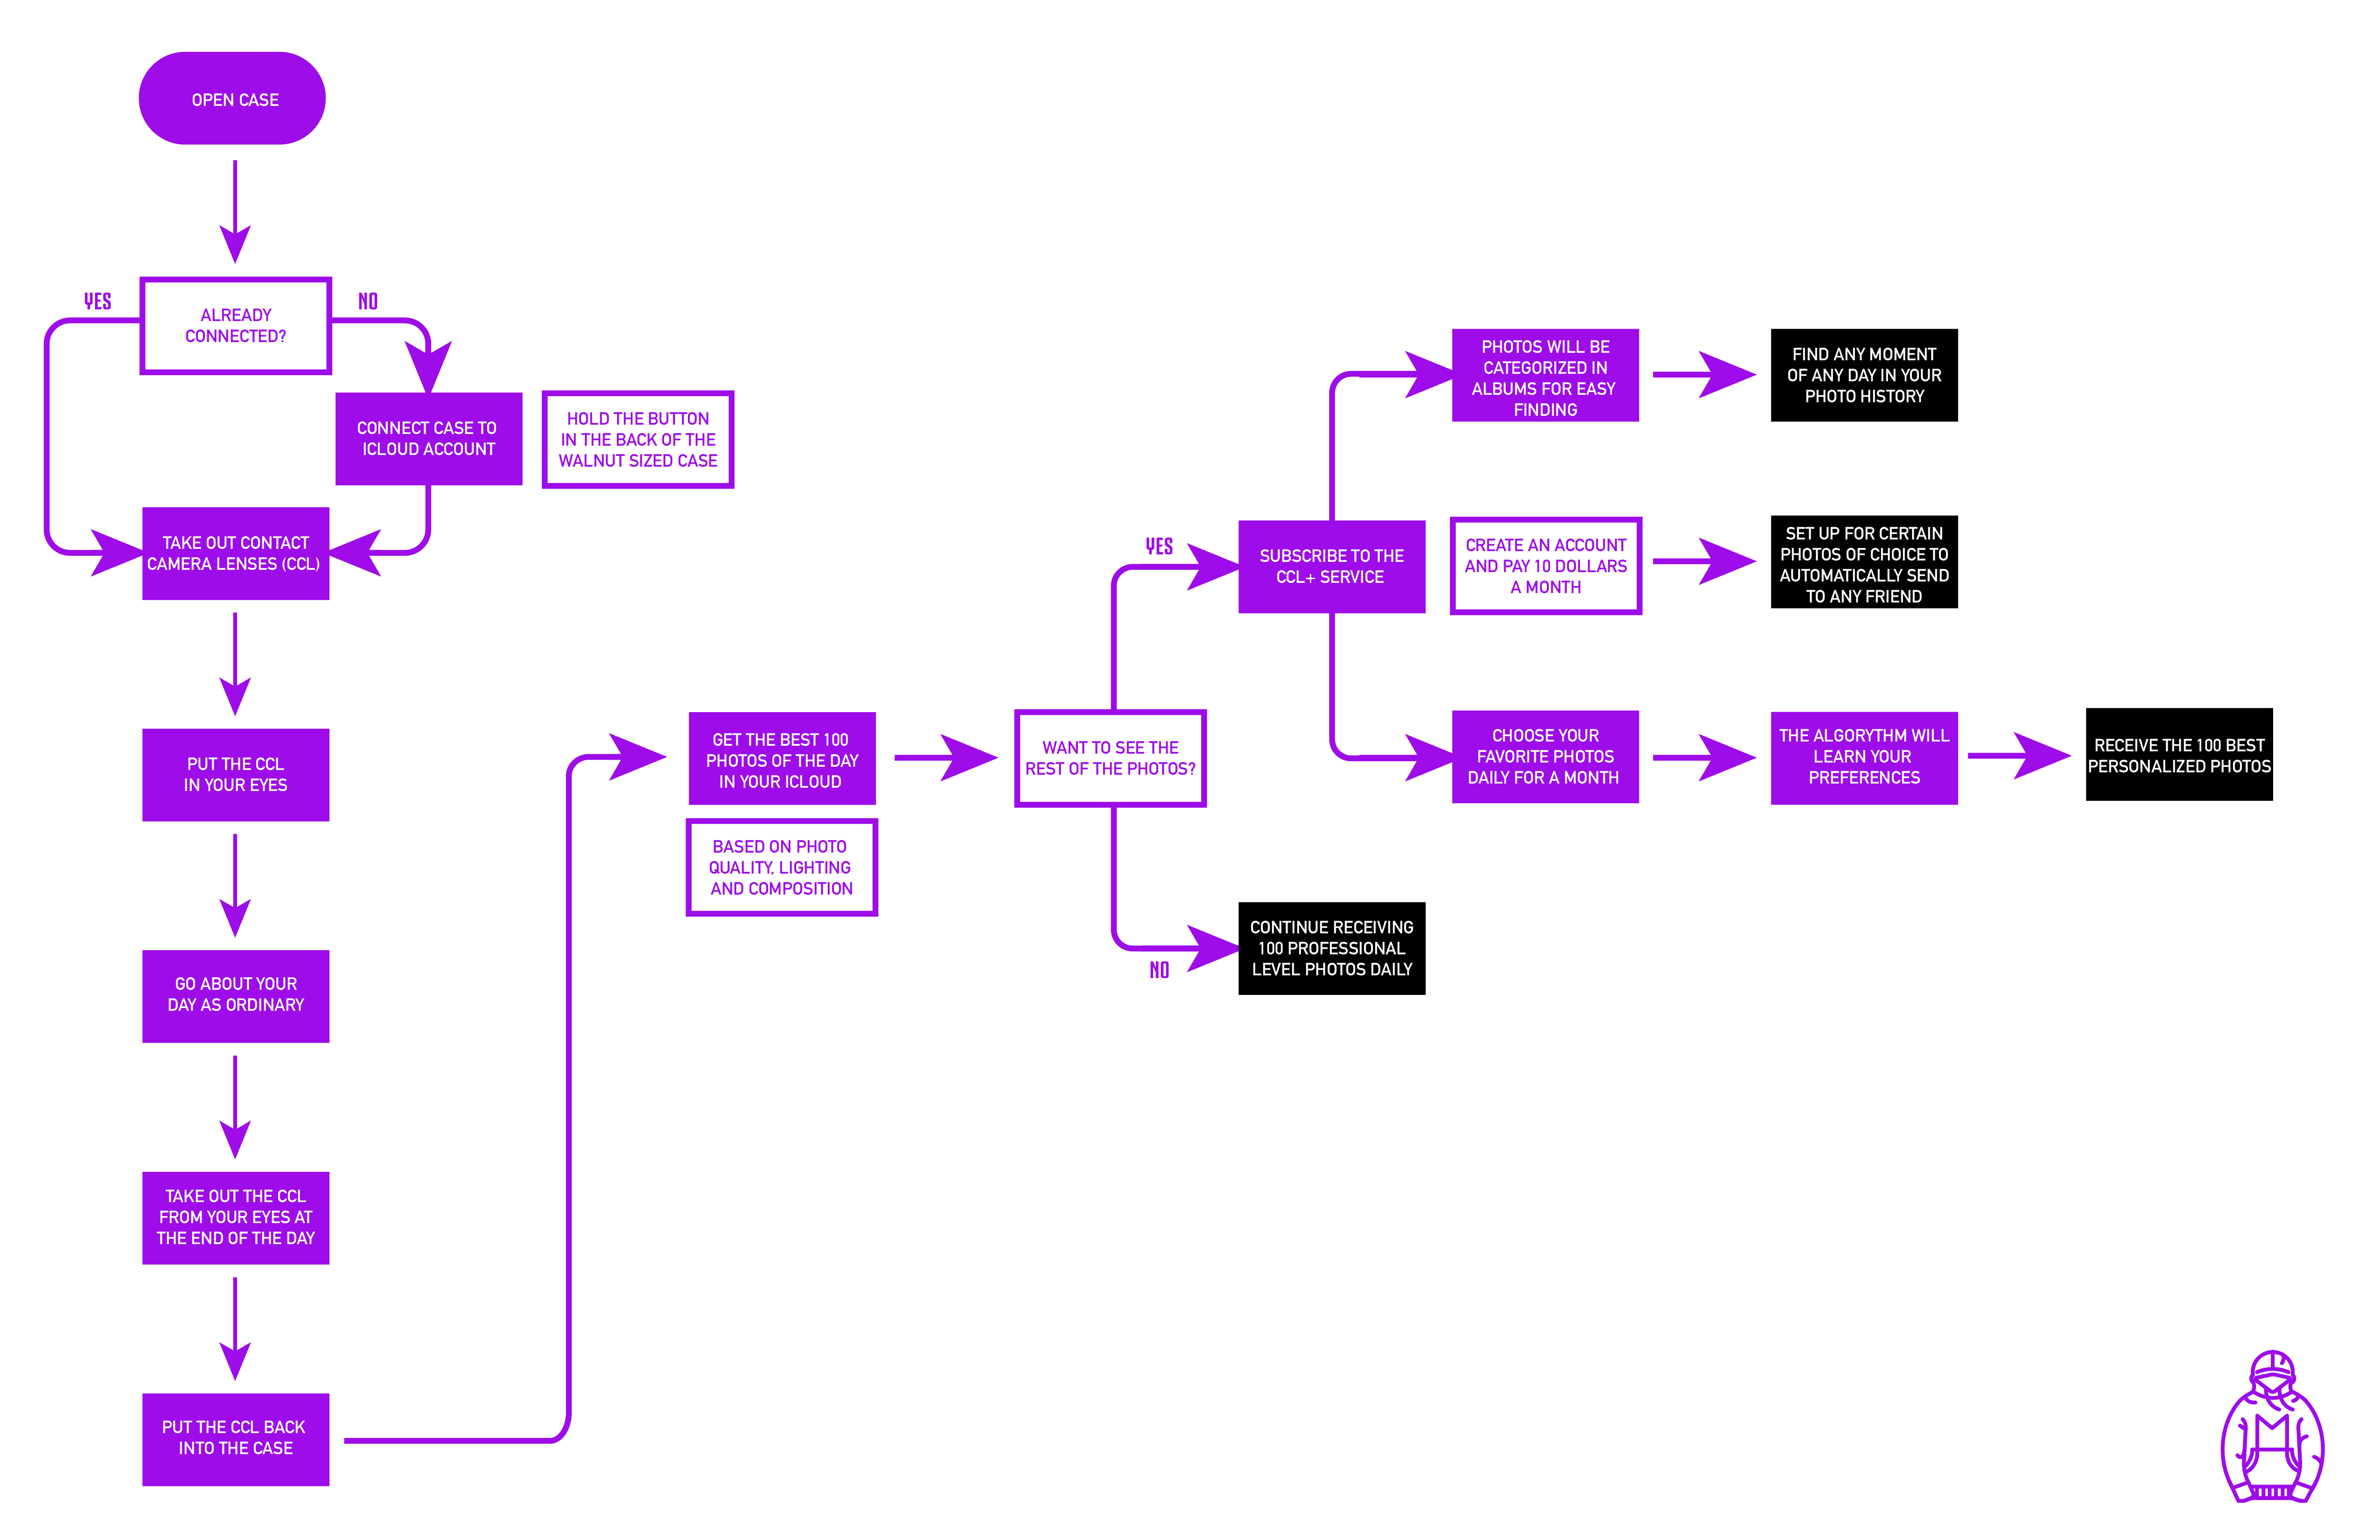 OPEN CASE
YES
NO
ALREADY
CONNECTED?
CONNECT CASE TO
ICLOUD ACCOUNT
HOLD THE BUTTON
IN THE BACK OF THE
WALNUT SIZED CASE
TAKE OUT CONTACT
CAMERA LENSES (CCL)
PUT THE CCL
IN YOUR EYES
GO ABOUT YOUR
DAY AS ORDINARY
TAKE OUT THE CCL
FROM YOUR EYES AT
THE END OF THE DAY
PUT THE CCL BACK
INTO THE CASE
GET THE BEST 100
PHOTOS OF THE DAY
IN YOUR ICLOUD
BASED ON PHOTO
QUALITY, LIGHTING
AND COMPOSITION
WANT TO SEE THE
REST OF THE PHOTOS?
YES
SUBSCRIBE TO THE
CCL+ SERVICE
CREATE AN ACCOUNT
AND PAY 10 DOLLARS
A MONTH
PHOTOS WILL BE
CATEGORIZED IN
ALBUMS FOR EASY
FINDING
FIND ANY MOMENT
OF ANY DAY IN YOUR
PHOTO HISTORY
SET UP FOR CERTAIN
PHOTOS OF CHOICE TO
AUTOMATICALLY SEND
TO ANY FRIEND
CHOOSE YOUR
FAVORITE PHOTOS
DAILY FOR A MONTH
THE ALGORYTHM WILL
LEARN YOUR
PREFERENCES
RECEIVE THE 100 BEST
PERSONALIZED PHOTOS
NO
CONTINUE RECEIVING
100 PROFESSIONAL
LEVEL PHOTOS DAILY